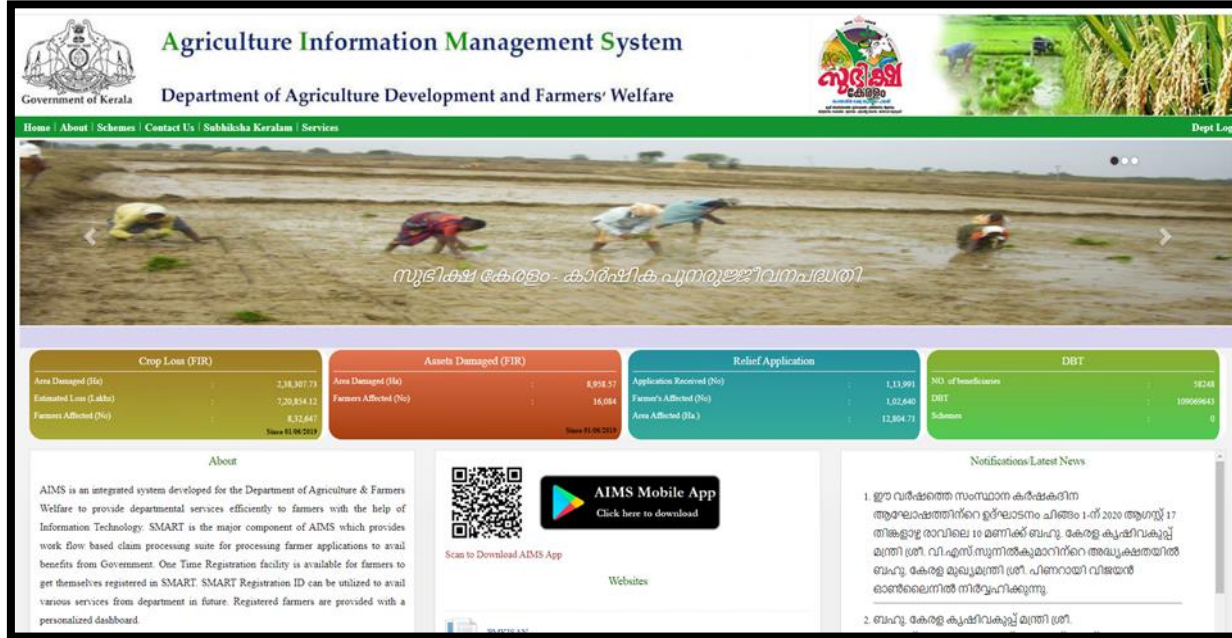 Agriculture Information Management System
Government of Kerala
Department of Agriculture Development and Farmers' Welfare
സുഭിക്ഷ
കേരളം
Home | About | Schemes | Contact Us | Subhiksha Keralam | Services
Dept Log
സുഭിക്ഷ കേരളം - കാർഷിക പുനരുജ്ജീവനപദ്ധതി.
Crop Loss (FIR)
Area Damaged (Ha) : 2,38,307.73
Estimated Loss (Lakhs) : 7,20,854.12
Farmers Affected (No) : 8,32,647
Since 01/06/2019
Assets Damaged (FIR)
Area Damaged (Ha) : 8,958.57
Farmers Affected (No) : 16,084
Since 01/06/2019
Relief Application
Application Received (No) : 1,13,991
Farmer's Affected (No) : 1,02,640
Area Affected (Ha.) : 12,804.71
DBT
NO. of beneficiaries : 58248
DBT : 109069643
Schemes : 0
About
AIMS is an integrated system developed for the Department of Agriculture & Farmers
Welfare to provide departmental services efficiently to farmers with the help of
Information Technology. SMART is the major component of AIMS which provides
work flow based claim processing suite for processing farmer applications to avail
benefits from Government. One Time Registration facility is available for farmers to
get themselves registered in SMART. SMART Registration ID can be utilized to avail
various services from department in future. Registered farmers are provided with a
personalized dashboard.
AIMS Mobile App
Click here to download
Scan to Download AIMS App
Websites
Notifications/Latest News
1. ഈ വർഷത്തെ സംസ്ഥാന കർഷകദിന
ആഘോഷത്തിന്റെ ഉദ്ഘാടനം ചിങ്ങം 1-ന് 2020 ആഗസ്റ്റ് 17
തിങ്കളാഴ്ച രാവിലെ 10 മണിക്ക് ബഹു. കേരള കൃഷിവകുപ്പ്
മന്ത്രി ശ്രീ. വി.എസ്.സുനിൽകുമാറിന്റെ അദ്ധ്യക്ഷതയിൽ
ബഹു. കേരള മുഖ്യമന്ത്രി ശ്രീ. പിണറായി വിജയൻ
ഓൺലൈനിൽ നിർവ്വഹിക്കുന്നു.
2. ബഹു. കേരള കൃഷിവകുപ്പ് മന്ത്രി ശ്രീ.